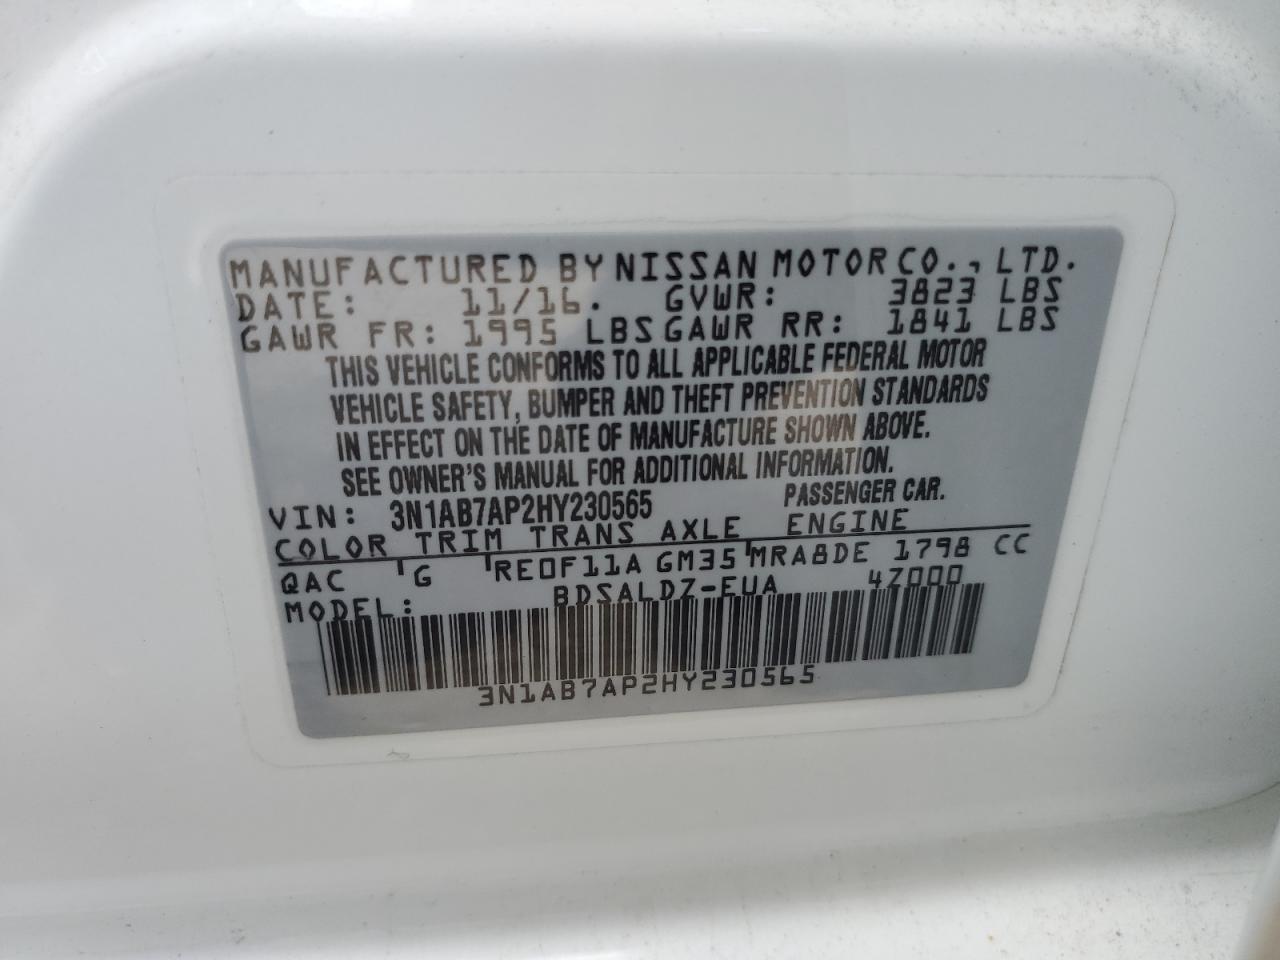 MANUFACTURED BY NISSAN MOTOR CO., LTD.
DATE: 11/16. GVWR: 3823 LBS
GAWR FR: 1995 LBS GAWR RR: 1841 LBS
THIS VEHICLE CONFORMS TO ALL APPLICABLE FEDERAL MOTOR
VEHICLE SAFETY, BUMPER AND THEFT PREVENTION STANDARDS
IN EFFECT ON THE DATE OF MANUFACTURE SHOWN ABOVE.
SEE OWNER'S MANUAL FOR ADDITIONAL INFORMATION.
VIN: 3N1AB7AP2HY230565 PASSENGER CAR.
COLOR TRIM TRANS AXLE ENGINE
QAC G RE0F11A GM35 MRA8DE 1798 CC
MODEL: BDSALDZ-EUA 4Z000
3N1AB7AP2HY230565